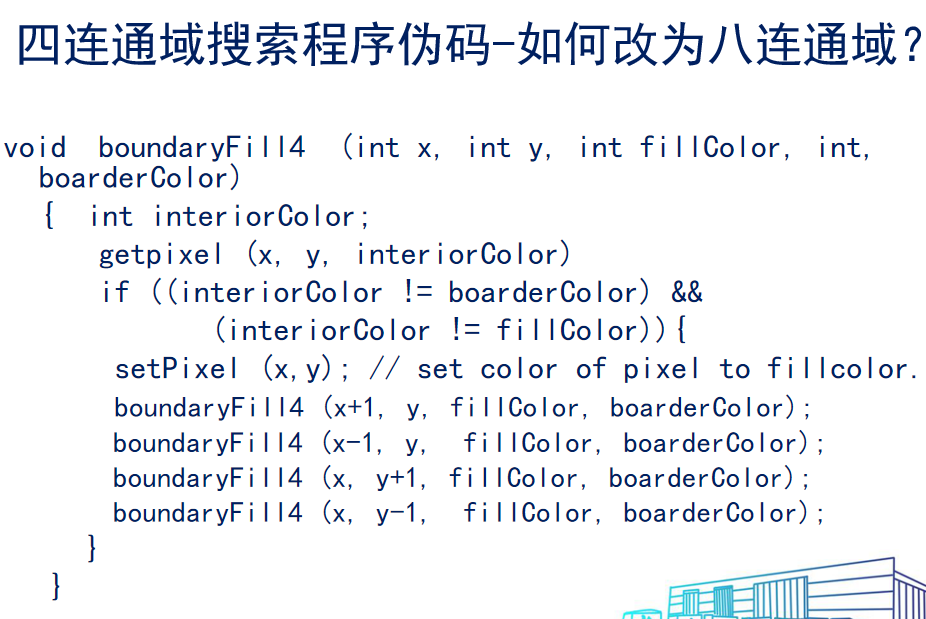 四连通域搜索程序伪码-如何改为八连通域？
void boundaryFill4 (int x, int y, int fillColor, int,
boarderColor)
{ int interiorColor;
getpixel (x, y, interiorColor)
if ((interiorColor != boarderColor) &&
(interiorColor != fillColor)){
setPixel (x,y); // set color of pixel to fillcolor.
boundaryFill4 (x+1, y, fillColor, boarderColor);
boundaryFill4 (x-1, y, fillColor, boarderColor);
boundaryFill4 (x, y+1, fillColor, boarderColor);
boundaryFill4 (x, y-1, fillColor, boarderColor);
}
}